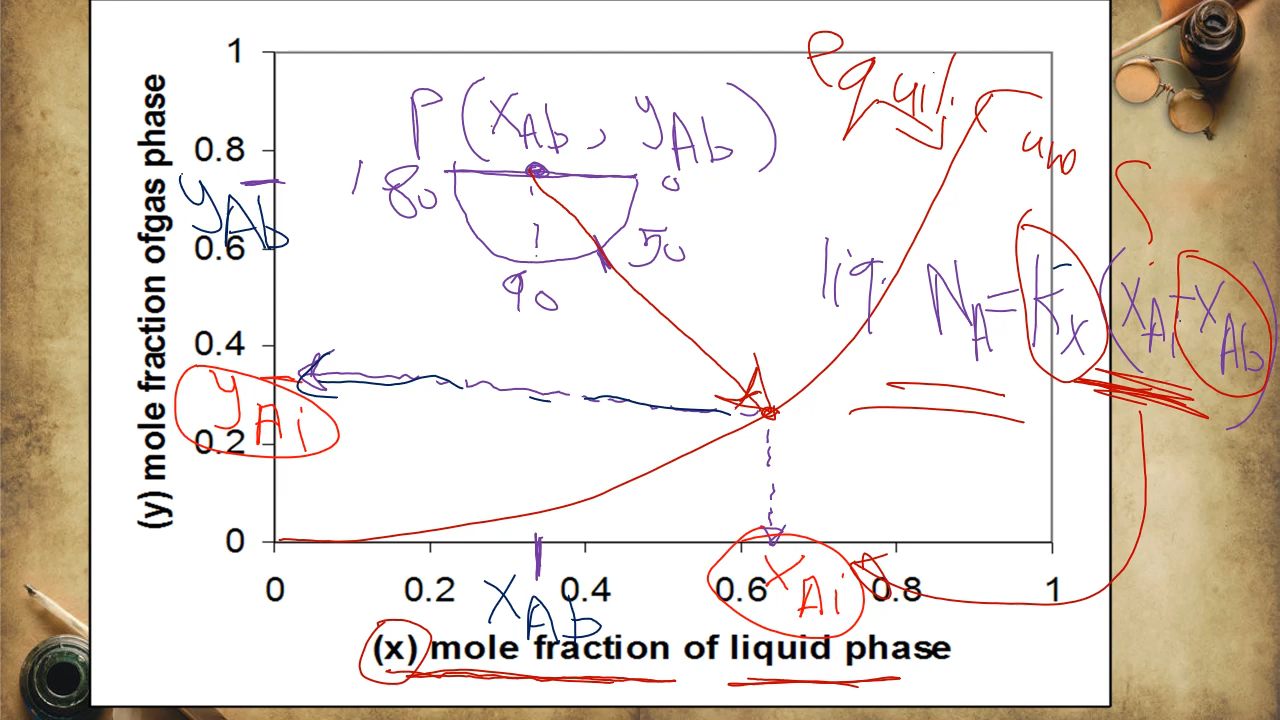 (y) mole fraction ofgas phase
1
0.8
0.6
0.4
0.2
0
0
0.2
0.4
0.6
0.8
1
(x) mole fraction of liquid phase
P (xAb, yAb)
180
0
50
90
yAb
yAi
xAb
xAi
liq.
NA = Kx (xAi - xAb)